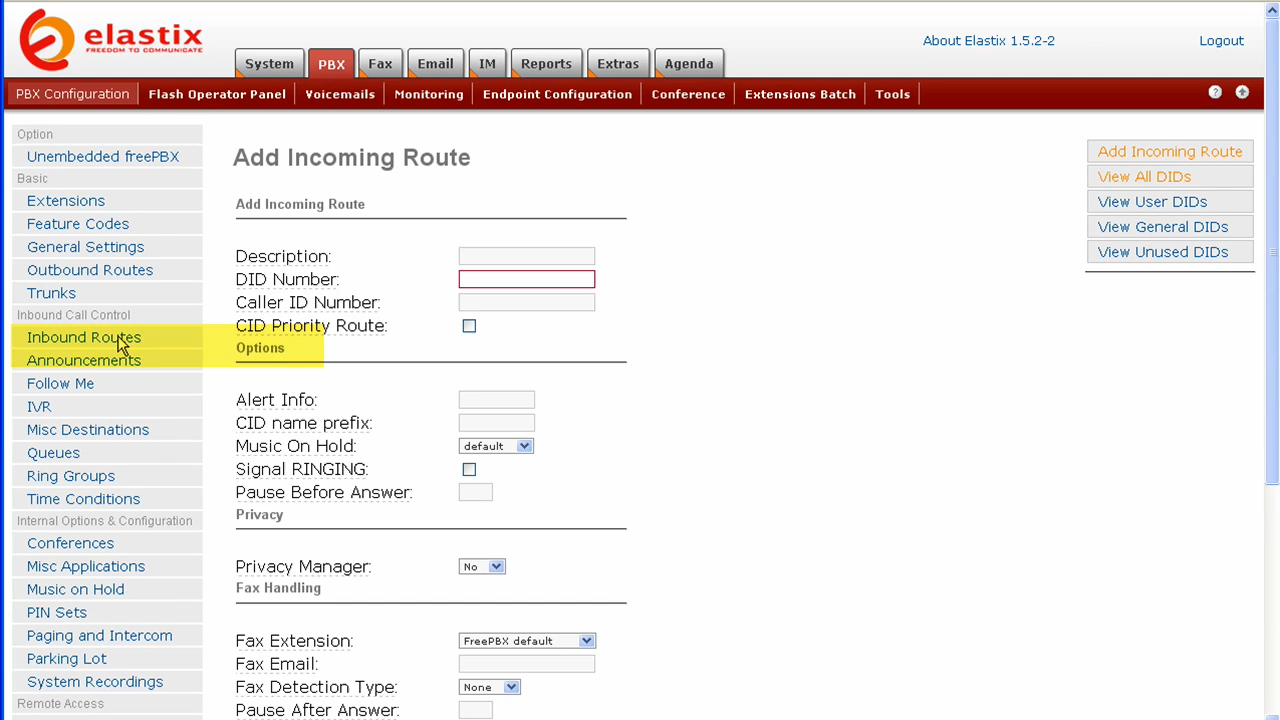 elastix
FREEDOM TO COMMUNICATE
About Elastix 1.5.2-2
Logout
System
PBX
Fax
Email
IM
Reports
Extras
Agenda
PBX Configuration
Flash Operator Panel
Voicemails
Monitoring
Endpoint Configuration
Conference
Extensions Batch
Tools
?
Option
Unembedded freePBX
Basic
Extensions
Feature Codes
General Settings
Outbound Routes
Trunks
Inbound Call Control
Inbound Routes
Announcements
Follow Me
IVR
Misc Destinations
Queues
Ring Groups
Time Conditions
Internal Options & Configuration
Conferences
Misc Applications
Music on Hold
PIN Sets
Paging and Intercom
Parking Lot
System Recordings
Remote Access
Add Incoming Route
Add Incoming Route
Description:
DID Number:
Caller ID Number:
CID Priority Route:
Options
Alert Info:
CID name prefix:
Music On Hold: default
Signal RINGING:
Pause Before Answer:
Privacy
Privacy Manager: No
Fax Handling
Fax Extension: FreePBX default
Fax Email:
Fax Detection Type: None
Pause After Answer:
Add Incoming Route
View All DIDs
View User DIDs
View General DIDs
View Unused DIDs